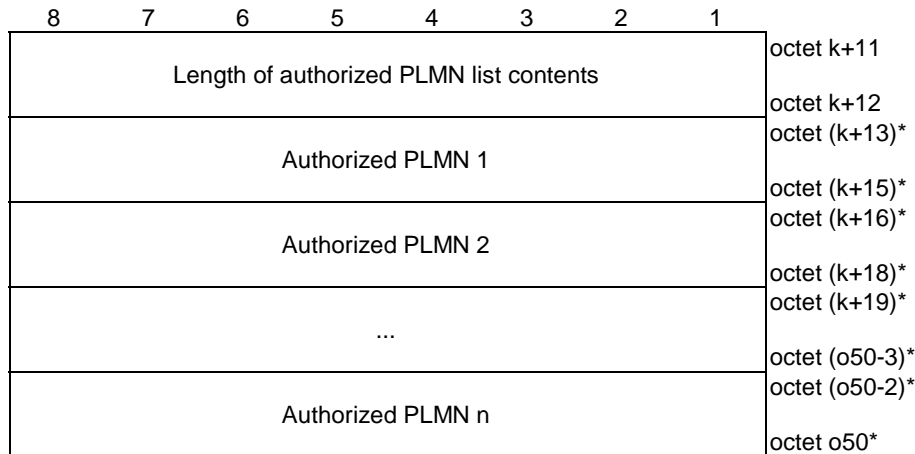 8 7 6 5 4 3 2 1
octet k+11
Length of authorized PLMN list contents
octet k+12
octet (k+13)*
Authorized PLMN 1
octet (k+15)*
octet (k+16)*
Authorized PLMN 2
octet (k+18)*
octet (k+19)*
...
octet (o50-3)*
octet (o50-2)*
Authorized PLMN n
octet o50*